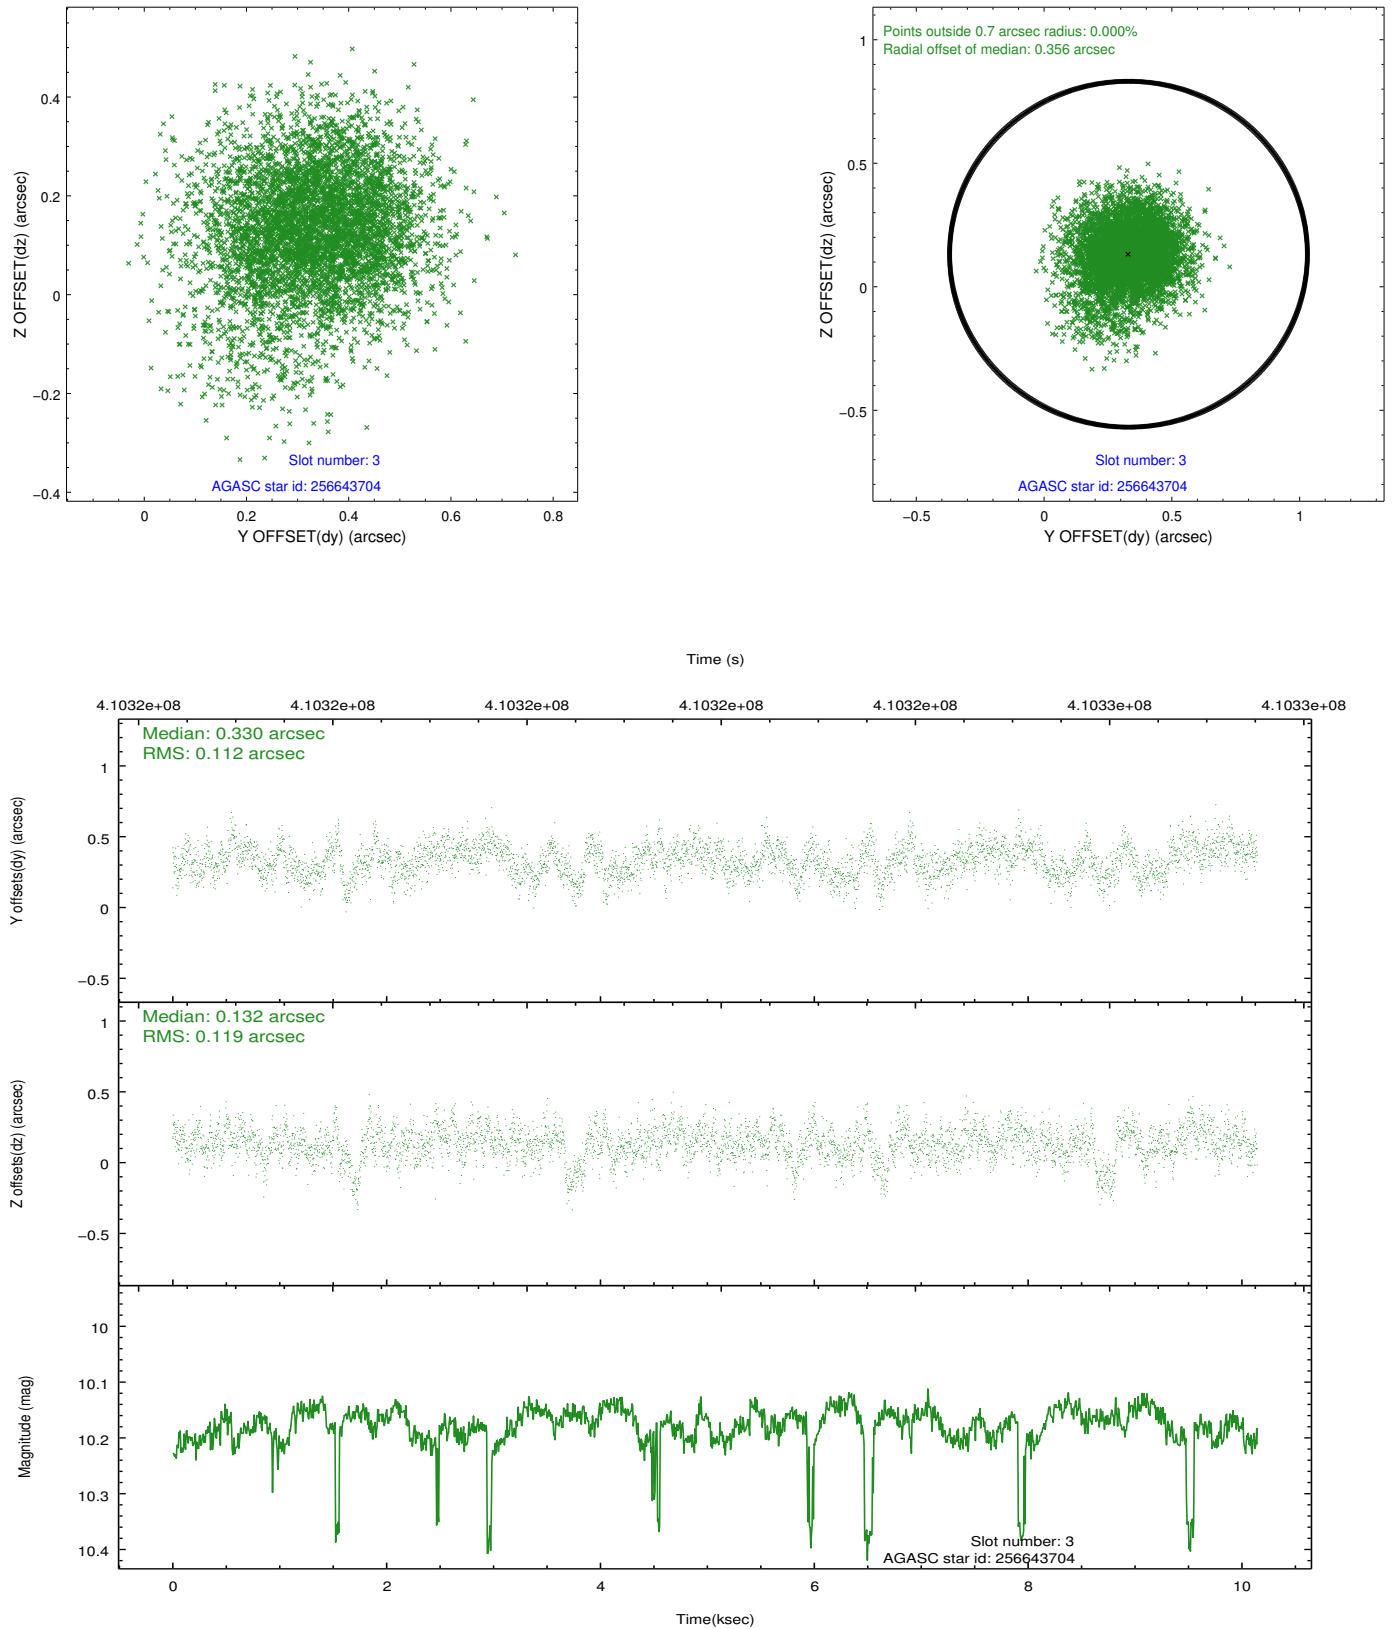 0.4
0.2
0
−0.2
−0.4
Z OFFSET(dz) (arcsec)
Slot number: 3
AGASC star id: 256643704
0 0.2 0.4 0.6 0.8
Y OFFSET(dy) (arcsec)
Points outside 0.7 arcsec radius: 0.000%
Radial offset of median: 0.356 arcsec
1
0.5
0
−0.5
Z OFFSET(dz) (arcsec)
Slot number: 3
AGASC star id: 256643704
−0.5 0 0.5 1
Y OFFSET(dy) (arcsec)
Time (s)
4.1032e+08 4.1032e+08 4.1032e+08 4.1032e+08 4.1032e+08 4.1033e+08 4.1033e+08
Median: 0.330 arcsec
RMS: 0.112 arcsec
1
0.5
0
−0.5
Y offsets(dy) (arcsec)
Median: 0.132 arcsec
RMS: 0.119 arcsec
1
0.5
0
−0.5
Z offsets(dz) (arcsec)
10
10.1
10.2
10.3
10.4
Magnitude (mag)
Slot number: 3
AGASC star id: 256643704
0 2 4 6 8 10
Time(ksec)